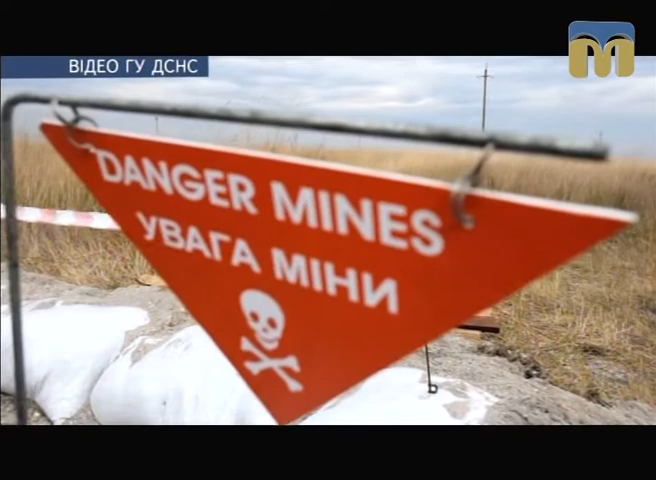 ВІДЕО ГУ ДСНС
DANGER MINES
УВАГА МІНИ